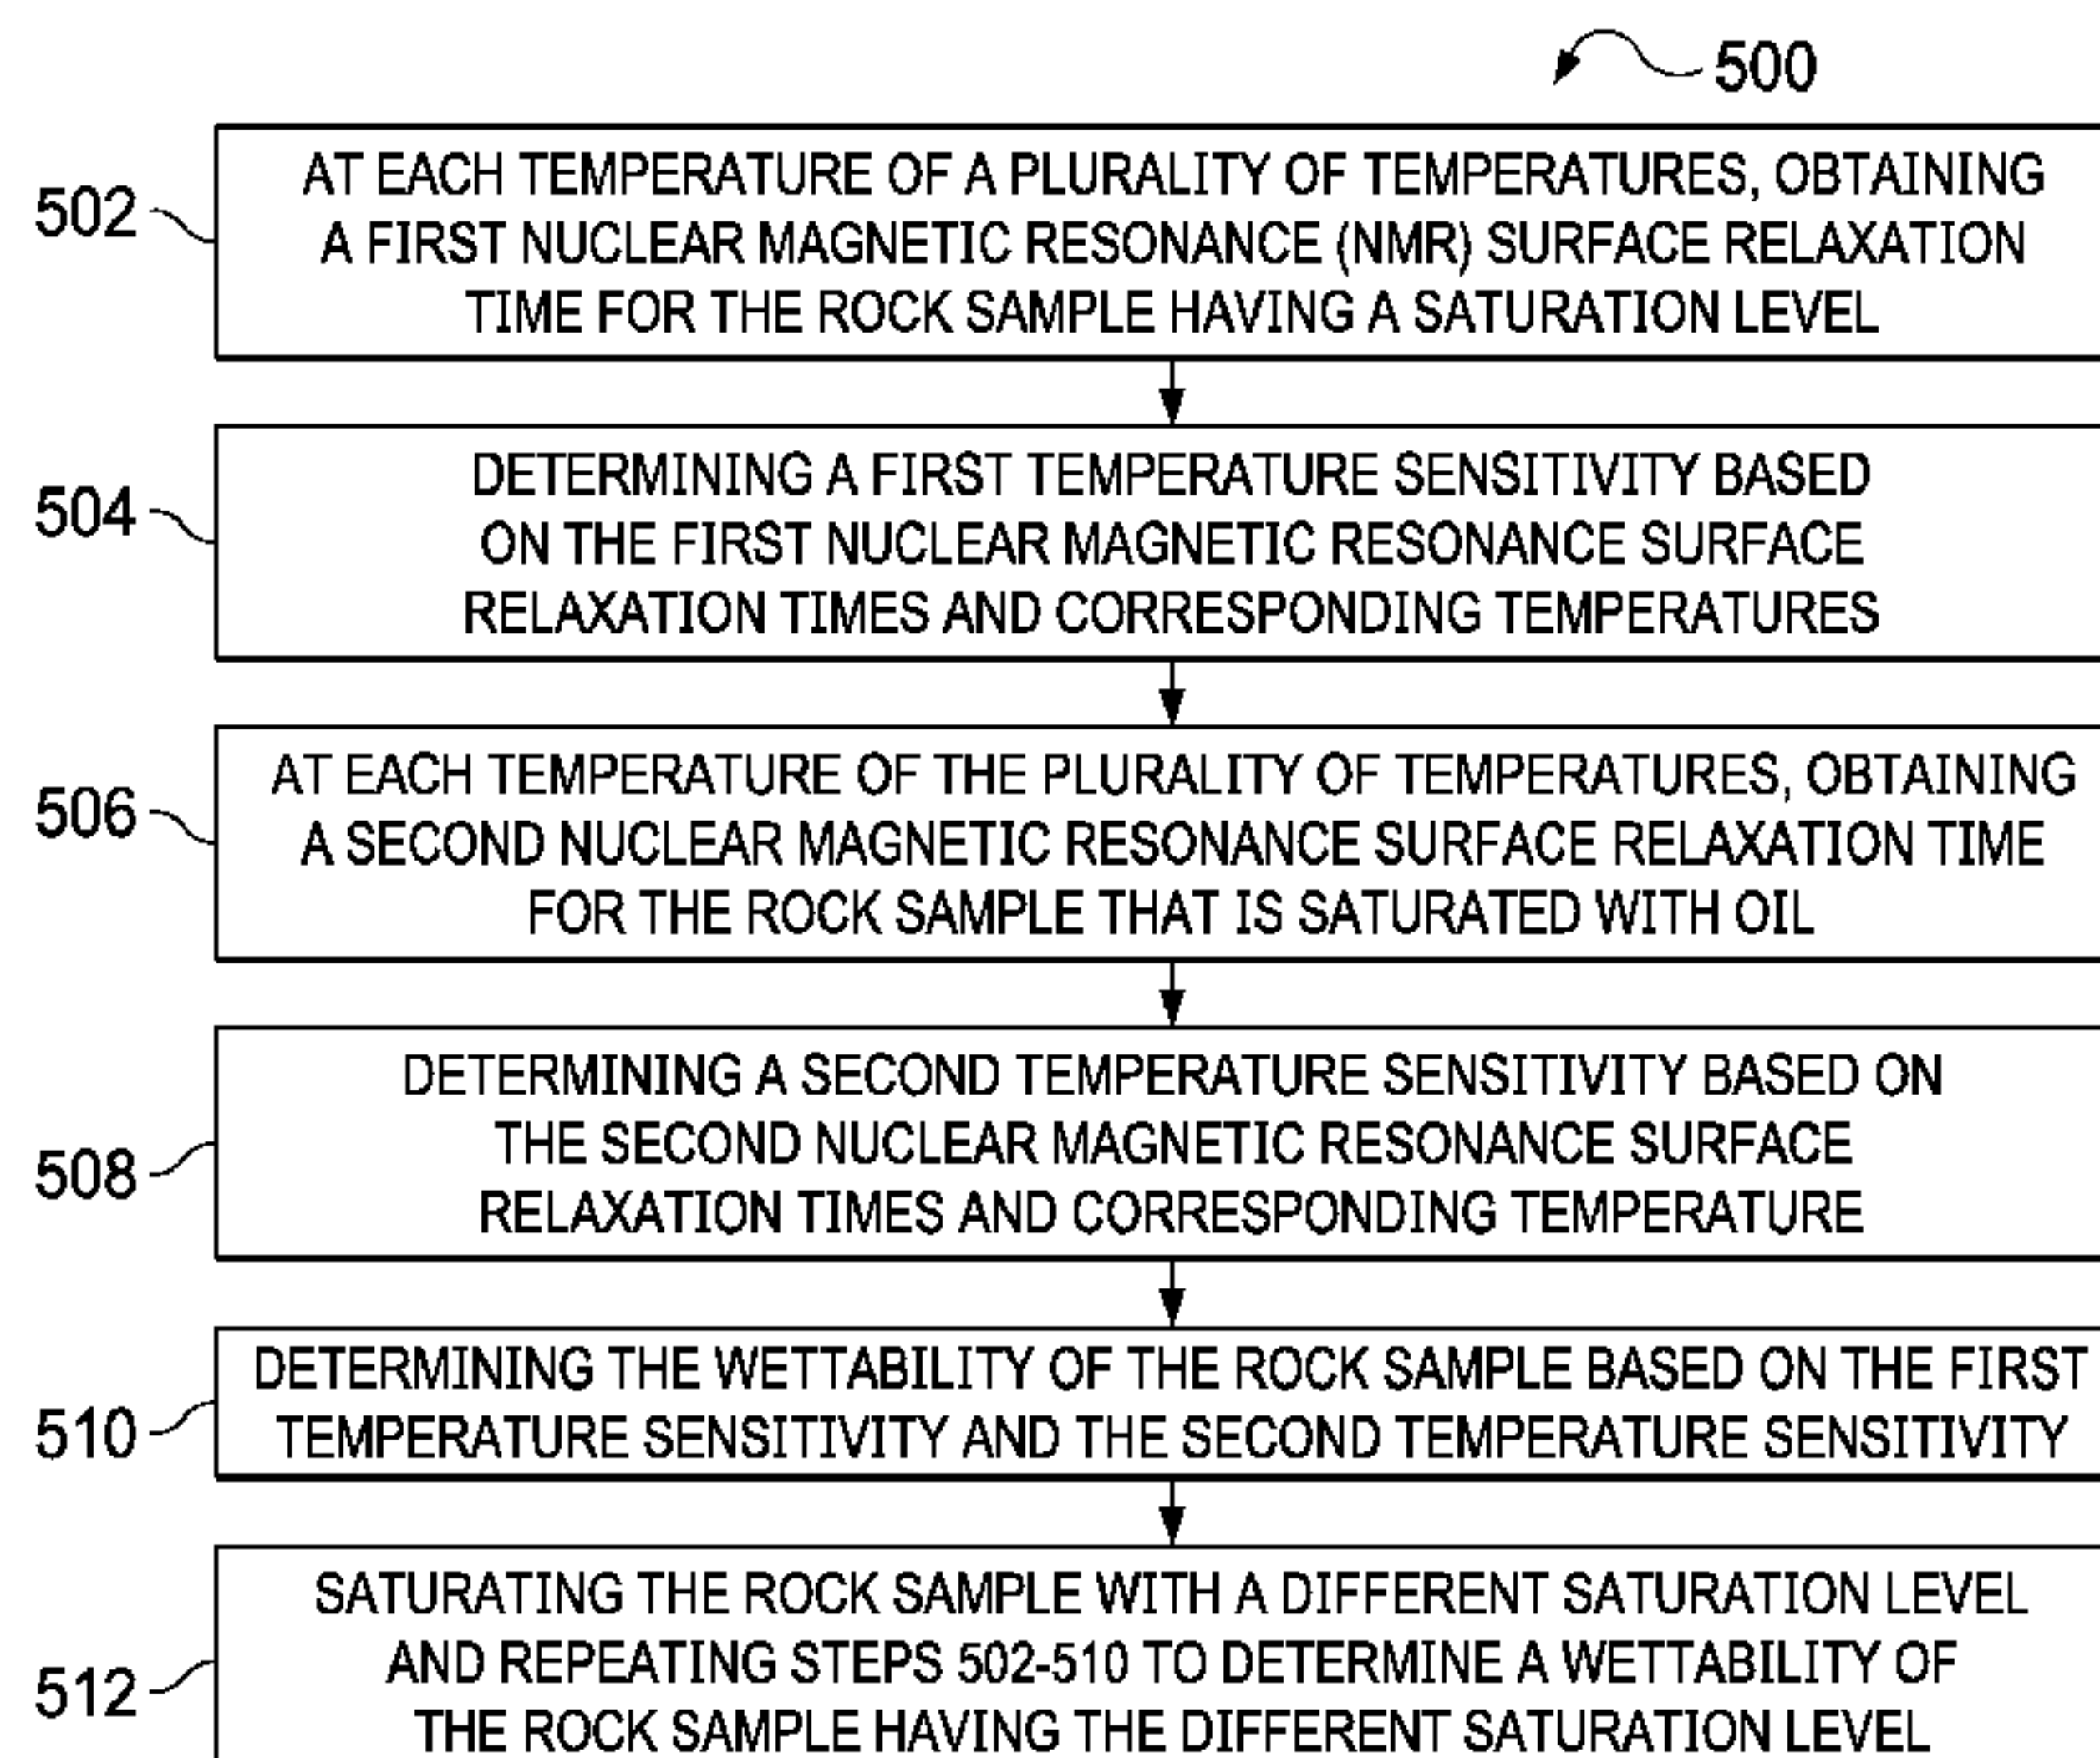 500
502
AT EACH TEMPERATURE OF A PLURALITY OF TEMPERATURES, OBTAINING
A FIRST NUCLEAR MAGNETIC RESONANCE (NMR) SURFACE RELAXATION
TIME FOR THE ROCK SAMPLE HAVING A SATURATION LEVEL
504
DETERMINING A FIRST TEMPERATURE SENSITIVITY BASED
ON THE FIRST NUCLEAR MAGNETIC RESONANCE SURFACE
RELAXATION TIMES AND CORRESPONDING TEMPERATURES
506
AT EACH TEMPERATURE OF THE PLURALITY OF TEMPERATURES, OBTAINING
A SECOND NUCLEAR MAGNETIC RESONANCE SURFACE RELAXATION TIME
FOR THE ROCK SAMPLE THAT IS SATURATED WITH OIL
508
DETERMINING A SECOND TEMPERATURE SENSITIVITY BASED ON
THE SECOND NUCLEAR MAGNETIC RESONANCE SURFACE
RELAXATION TIMES AND CORRESPONDING TEMPERATURE
510
DETERMINING THE WETTABILITY OF THE ROCK SAMPLE BASED ON THE FIRST
TEMPERATURE SENSITIVITY AND THE SECOND TEMPERATURE SENSITIVITY
512
SATURATING THE ROCK SAMPLE WITH A DIFFERENT SATURATION LEVEL
AND REPEATING STEPS 502-510 TO DETERMINE A WETTABILITY OF
THE ROCK SAMPLE HAVING THE DIFFERENT SATURATION LEVEL